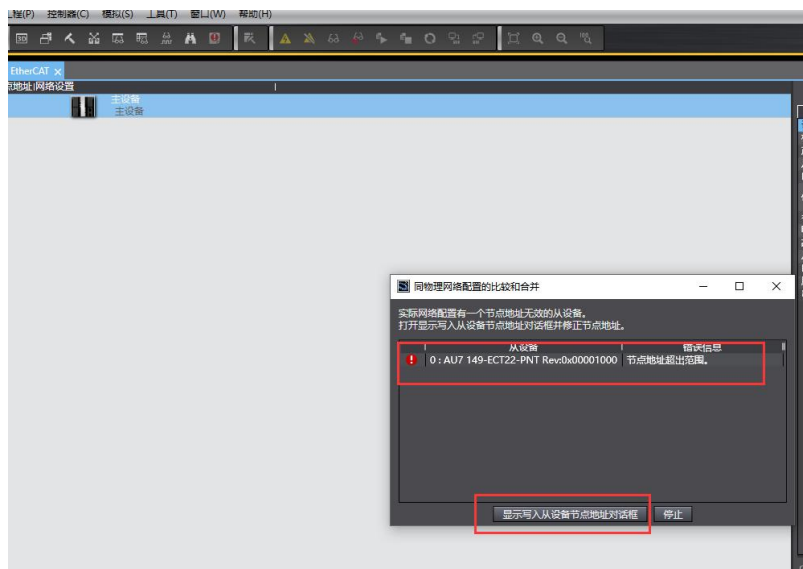 工程(P) 控制器(C) 模拟(S) 工具(T) 窗口(W) 帮助(H)
3D
EtherCAT ×
点地址|网络设置
主设备
主设备
同物理网络配置的比较和合并
实际网络配置有一个节点地址无效的从设备。
打开显示写入从设备节点地址对话框并修正节点地址。
从设备 错误信息
0 : AU7 149-ECT22-PNT Rev:0x00001000 节点地址超出范围。
显示写入从设备节点地址对话框 停止